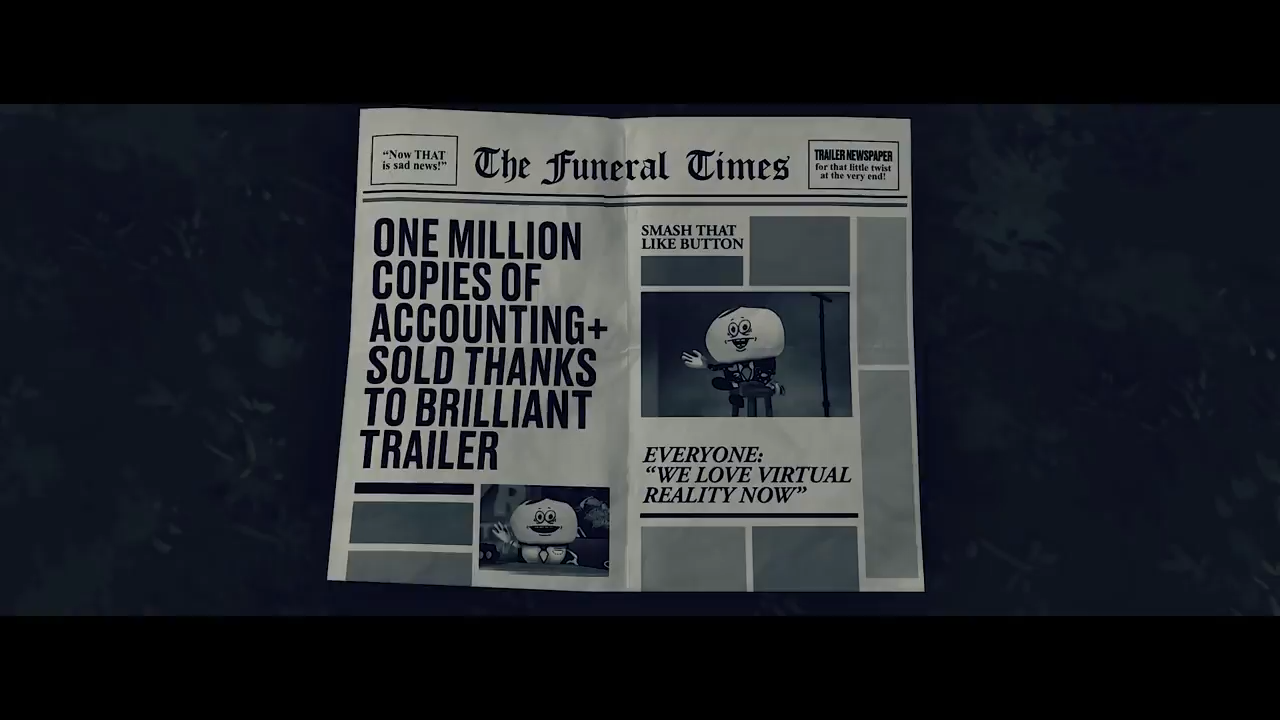 “Now THAT
is sad news!”
The Funeral Times
TRAILER NEWSPAPER
for that little twist
at the very end!
ONE MILLION
COPIES OF
ACCOUNTING+
SOLD THANKS
TO BRILLIANT
TRAILER
SMASH THAT
LIKE BUTTON
EVERYONE:
“WE LOVE VIRTUAL
REALITY NOW”